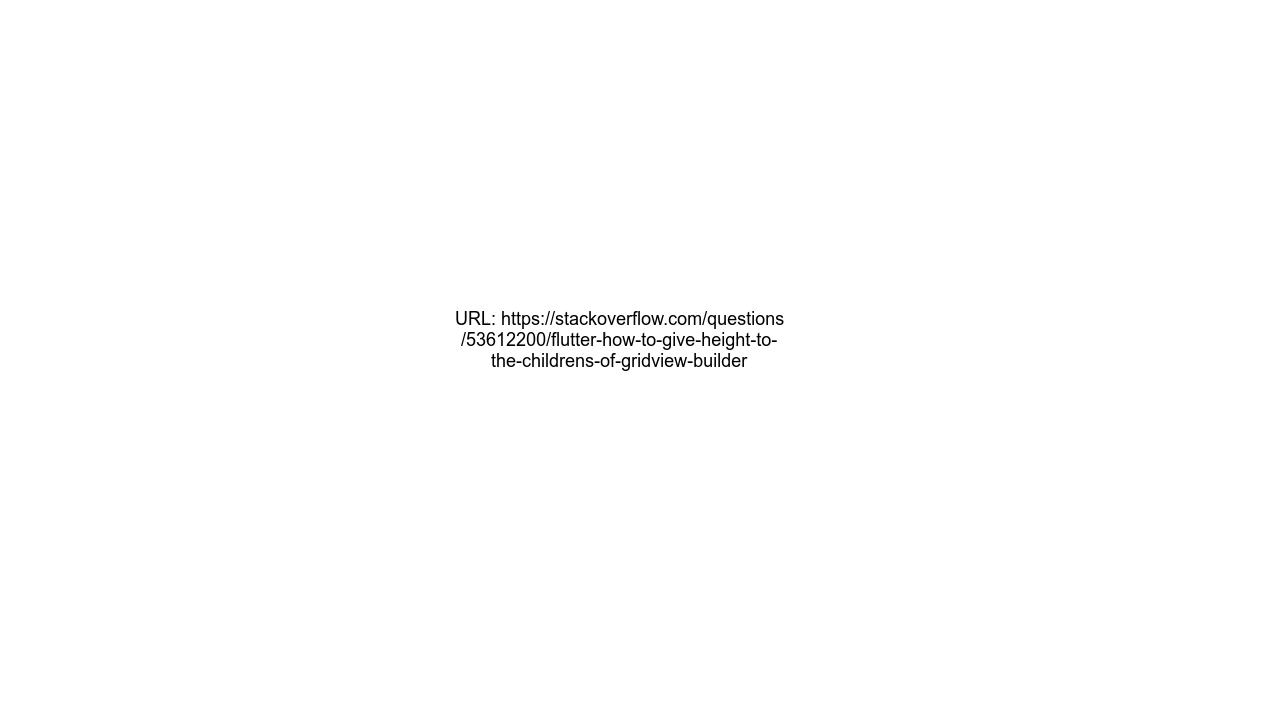 URL: https://stackoverflow.com/questions
/53612200/flutter-how-to-give-height-to-
the-childrens-of-gridview-builder